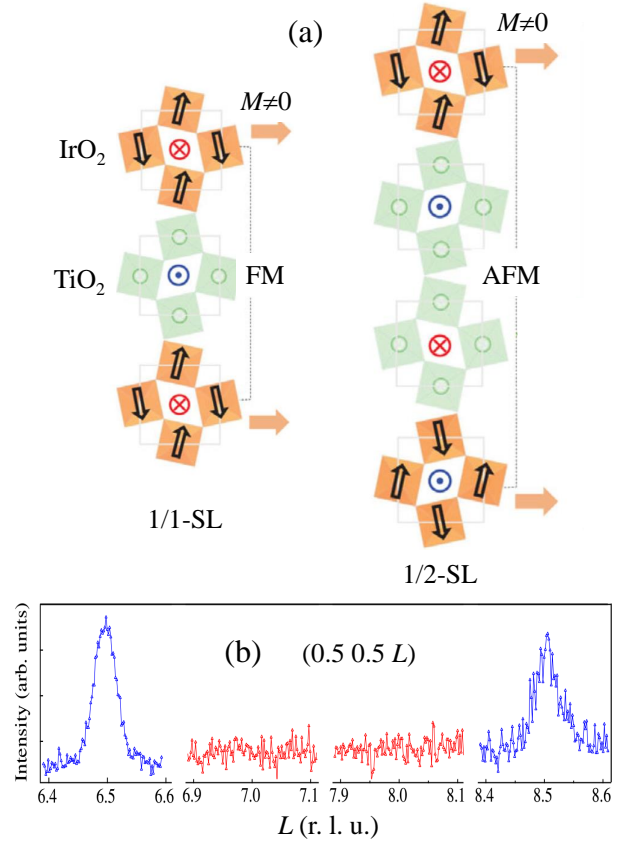 (a)
M≠0
M≠0
IrO₂
TiO₂
FM
AFM
1/1-SL
1/2-SL
Intensity (arb. units)
(b)
(0.5 0.5 L)
6.4 6.5 6.6 6.9 7.0 7.1 7.9 8.0 8.1 8.4 8.5 8.6
L (r. l. u.)